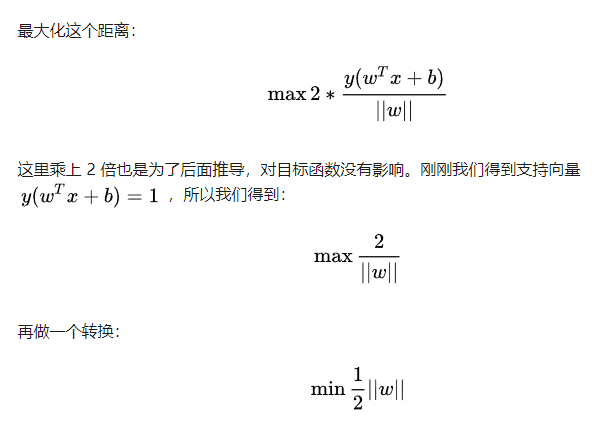 最大化这个距离：
max 2 ∗ y(w^T x + b) / ||w||
这里乘上 2 倍也是为了后面推导，对目标函数没有影响。刚刚我们得到支持向量
y(w^T x + b) = 1 ，所以我们得到：
max 2 / ||w||
再做一个转换：
min 1/2 ||w||